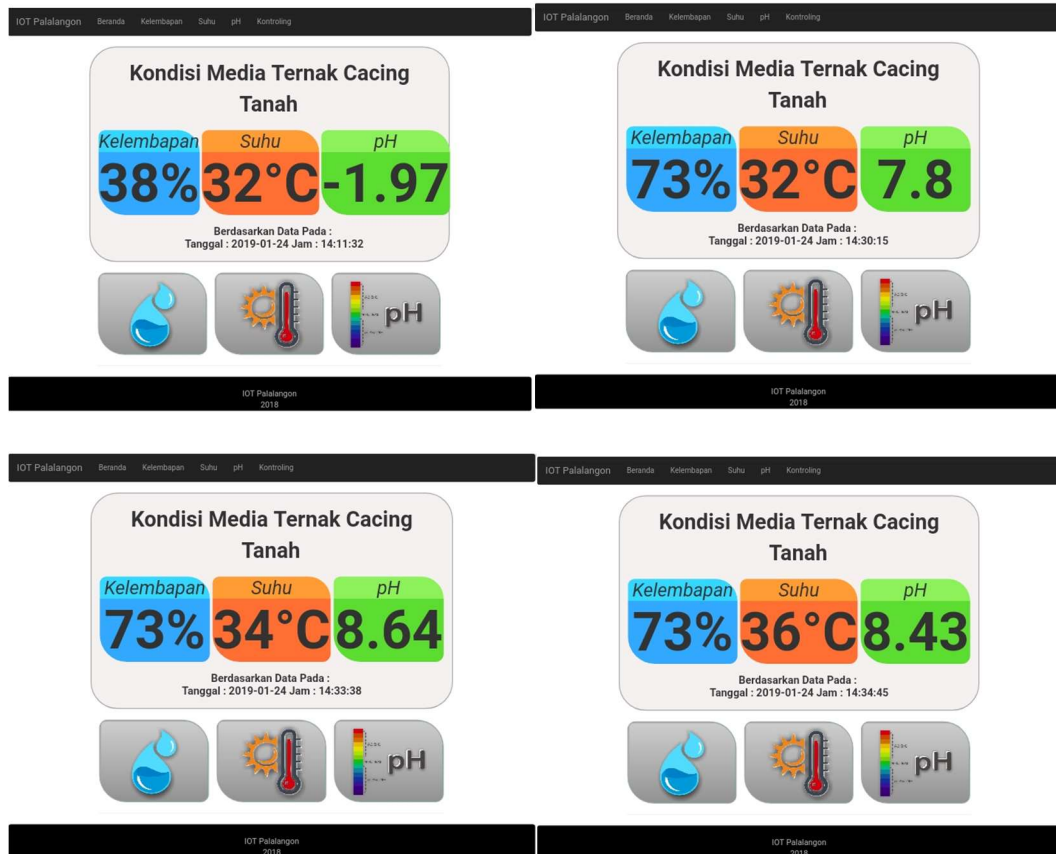 IOT Palalangon Beranda Kelembapan Suhu pH Kontroling
Kondisi Media Ternak Cacing
Tanah
Kelembapan Suhu pH
38% 32°C -1.97
Berdasarkan Data Pada :
Tanggal : 2019-01-24 Jam : 14:11:32
pH
IOT Palalangon
2018
IOT Palalangon Beranda Kelembapan Suhu pH Kontroling
Kondisi Media Ternak Cacing
Tanah
Kelembapan Suhu pH
73% 32°C 7.8
Berdasarkan Data Pada :
Tanggal : 2019-01-24 Jam : 14:30:15
pH
IOT Palalangon
2018
IOT Palalangon Beranda Kelembapan Suhu pH Kontroling
Kondisi Media Ternak Cacing
Tanah
Kelembapan Suhu pH
73% 34°C 8.64
Berdasarkan Data Pada :
Tanggal : 2019-01-24 Jam : 14:33:38
pH
IOT Palalangon
2018
IOT Palalangon Beranda Kelembapan Suhu pH Kontroling
Kondisi Media Ternak Cacing
Tanah
Kelembapan Suhu pH
73% 36°C 8.43
Berdasarkan Data Pada :
Tanggal : 2019-01-24 Jam : 14:34:45
pH
IOT Palalangon
2018